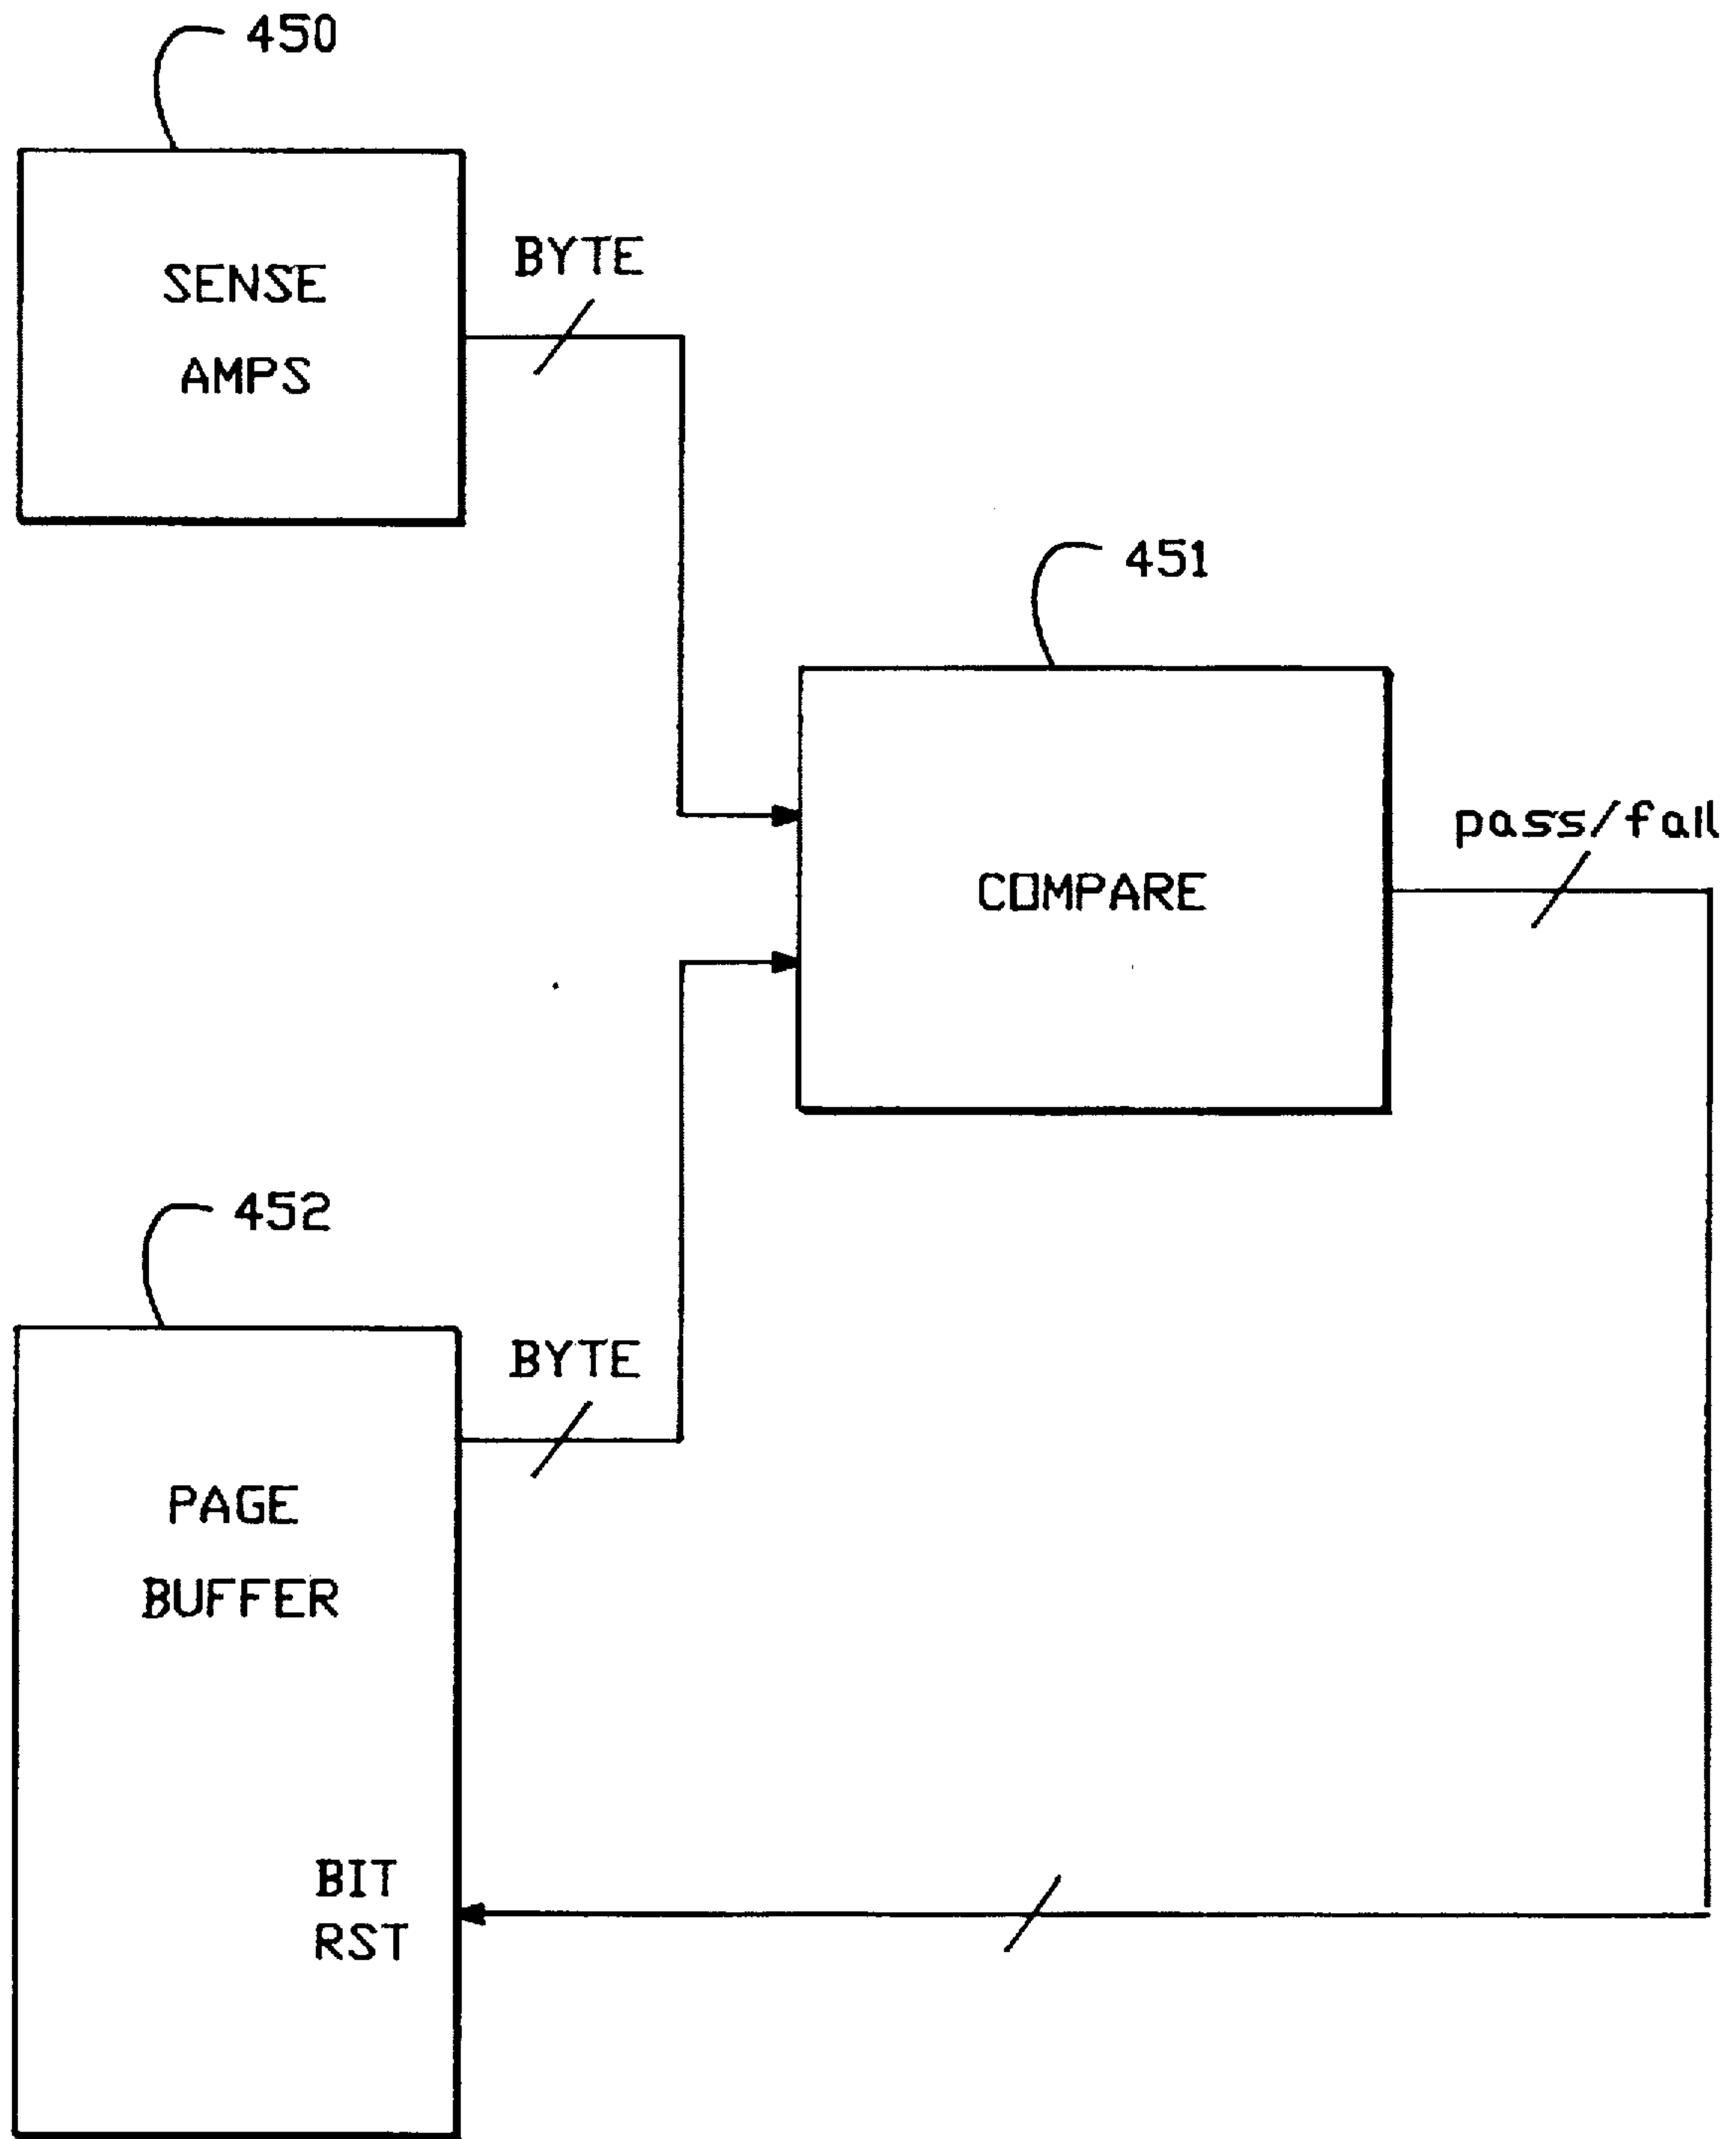 450
SENSE
AMPS
BYTE
451
COMPARE
pass/fail
452
BYTE
PAGE
BUFFER
BIT
RST